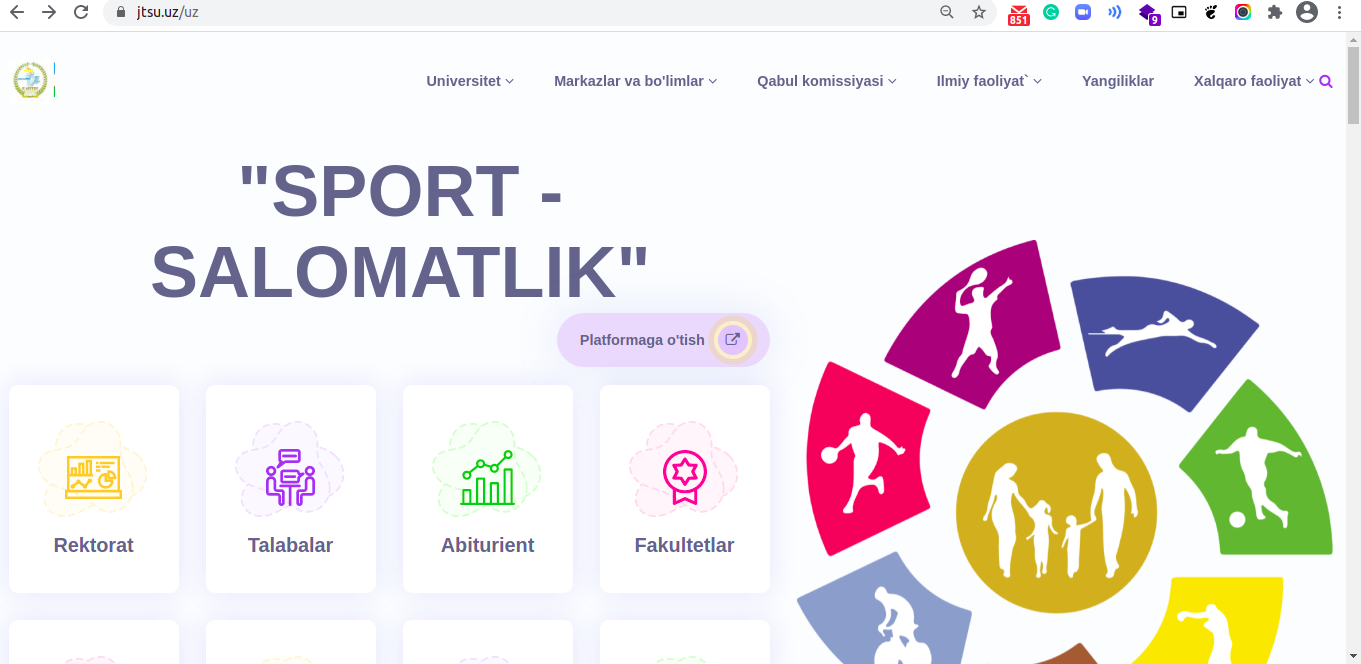 jtsu.uz/uz
851
9
Universitet
Markazlar va bo'limlar
Qabul komissiyasi
Ilmiy faoliyat`
Yangiliklar
Xalqaro faoliyat
"SPORT -
SALOMATLIK"
Platformaga o'tish
Rektorat
Talabalar
Abiturient
Fakultetlar